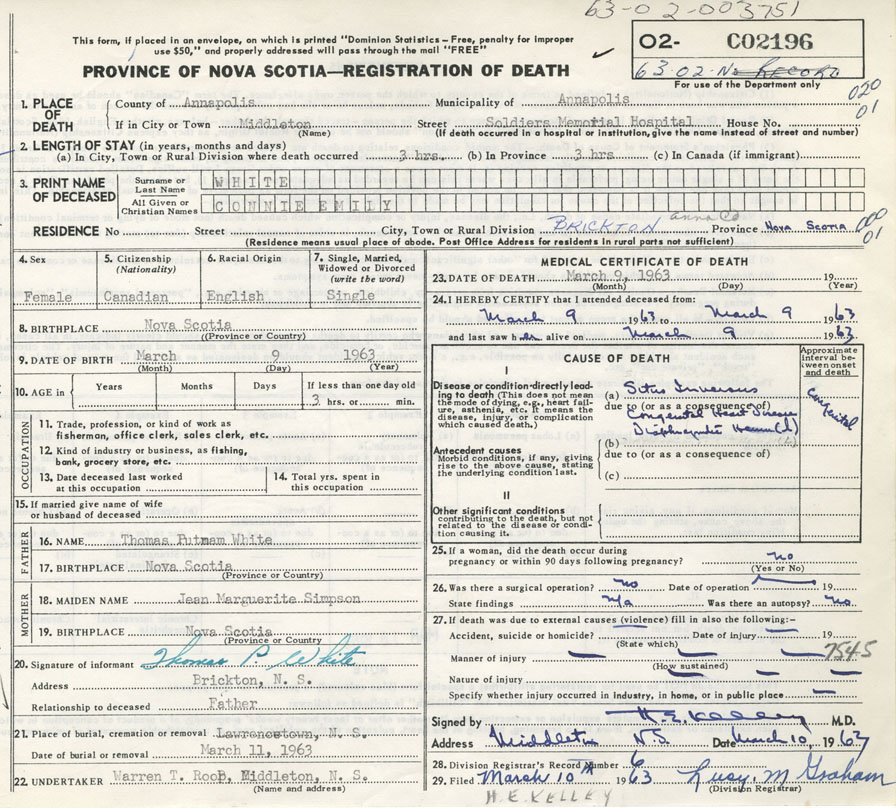 63-02-003751
This form, if placed in an envelope, on which is printed "Dominion Statistics – Free, penalty for improper
use $50," and properly addressed will pass through the mail "FREE"
02- C02196
63-02-No RECORD
PROVINCE OF NOVA SCOTIA—REGISTRATION OF DEATH
For use of the Department only
020
01
1. PLACE OF DEATH
County of Annapolis Municipality of Annapolis
If in City or Town Middleton Street Soldiers Memorial Hospital House No.
(Name) (If death occurred in a hospital or institution, give the name instead of street and number)
2. LENGTH OF STAY (in years, months and days)
(a) In City, Town or Rural Division where death occurred 3 hrs. (b) In Province 3 hrs. (c) In Canada (if immigrant)
3. PRINT NAME OF DECEASED
Surname or Last Name WHITE
All Given or Christian Names CONNIE EMILY
RESIDENCE No Street City, Town or Rural Division BRICKTON Anna Co Province Nova Scotia
000
01
(Residence means usual place of abode. Post Office Address for residents in rural parts not sufficient)
4. Sex
Female
5. Citizenship (Nationality)
Canadian
6. Racial Origin
English
7. Single, Married, Widowed or Divorced (write the word)
Single
8. BIRTHPLACE Nova Scotia
(Province or Country)
9. DATE OF BIRTH March 9 1963
(Month) (Day) (Year)
10. AGE in Years Months Days If less than one day old
3 hrs. or min.
OCCUPATION
11. Trade, profession, or kind of work as
fisherman, office clerk, sales clerk, etc.
12. Kind of industry or business, as fishing,
bank, grocery store, etc.
13. Date deceased last worked
at this occupation
14. Total yrs. spent in
this occupation
15. If married give name of wife
or husband of deceased
FATHER
16. NAME Thomas Putmam White
17. BIRTHPLACE Nova Scotia
(Province or Country)
MOTHER
18. MAIDEN NAME Jean Marguerite Simpson
19. BIRTHPLACE Nova Scotia
(Province or Country
20. Signature of informant Thomas P. White
Address Brickton, N. S.
Relationship to deceased Father
21. Place of burial, cremation or removal Lawrencetown, N. S.
Date of burial or removal March 11, 1963
22. UNDERTAKER Warren T. Roop, Middleton, N. S.
(Name and address)
MEDICAL CERTIFICATE OF DEATH
23. DATE OF DEATH March 9, 1963 19
(Month) (Day) (Year)
24. I HEREBY CERTIFY that I attended deceased from:
March 9 1963 to March 9 1963
and last saw her alive on March 9 1963
CAUSE OF DEATH
Approximate interval between onset and death
I
Disease or condition directly leading to death (This does not mean the mode of dying, e.g., heart failure, asthenia, etc. It means the disease, injury, or complication which caused death.)
(a) Situs Inversus
due to (or as a consequence of)
Congenital
Congenital Heart Disease
Diaphragmatic Hernia (L)
(b)
Antecedent causes
Morbid conditions, if any, giving rise to the above cause, stating the underlying condition last.
due to (or as a consequence of)
(c)
II
Other significant conditions
contributing to the death, but not related to the disease or condition causing it.
25. If a woman, did the death occur during
pregnancy or within 90 days following pregnancy? no
(Yes or No)
26. Was there a surgical operation? no Date of operation 19
State findings n/a Was there an autopsy? no
27. If death was due to external causes (violence) fill in also the following:–
Accident, suicide or homicide? Date of injury 19
(State which)
Manner of injury 7545
(How sustained)
Nature of injury
Specify whether injury occurred in industry, in home, or in public place
Signed by H.E. Kelley M.D.
Address Middleton N.S. Date March 10, 1963
28. Division Registrar's Record Number 6
29. Filed March 10th 1963 Lucy M Graham
(Division Registrar)
H.E. KELLEY